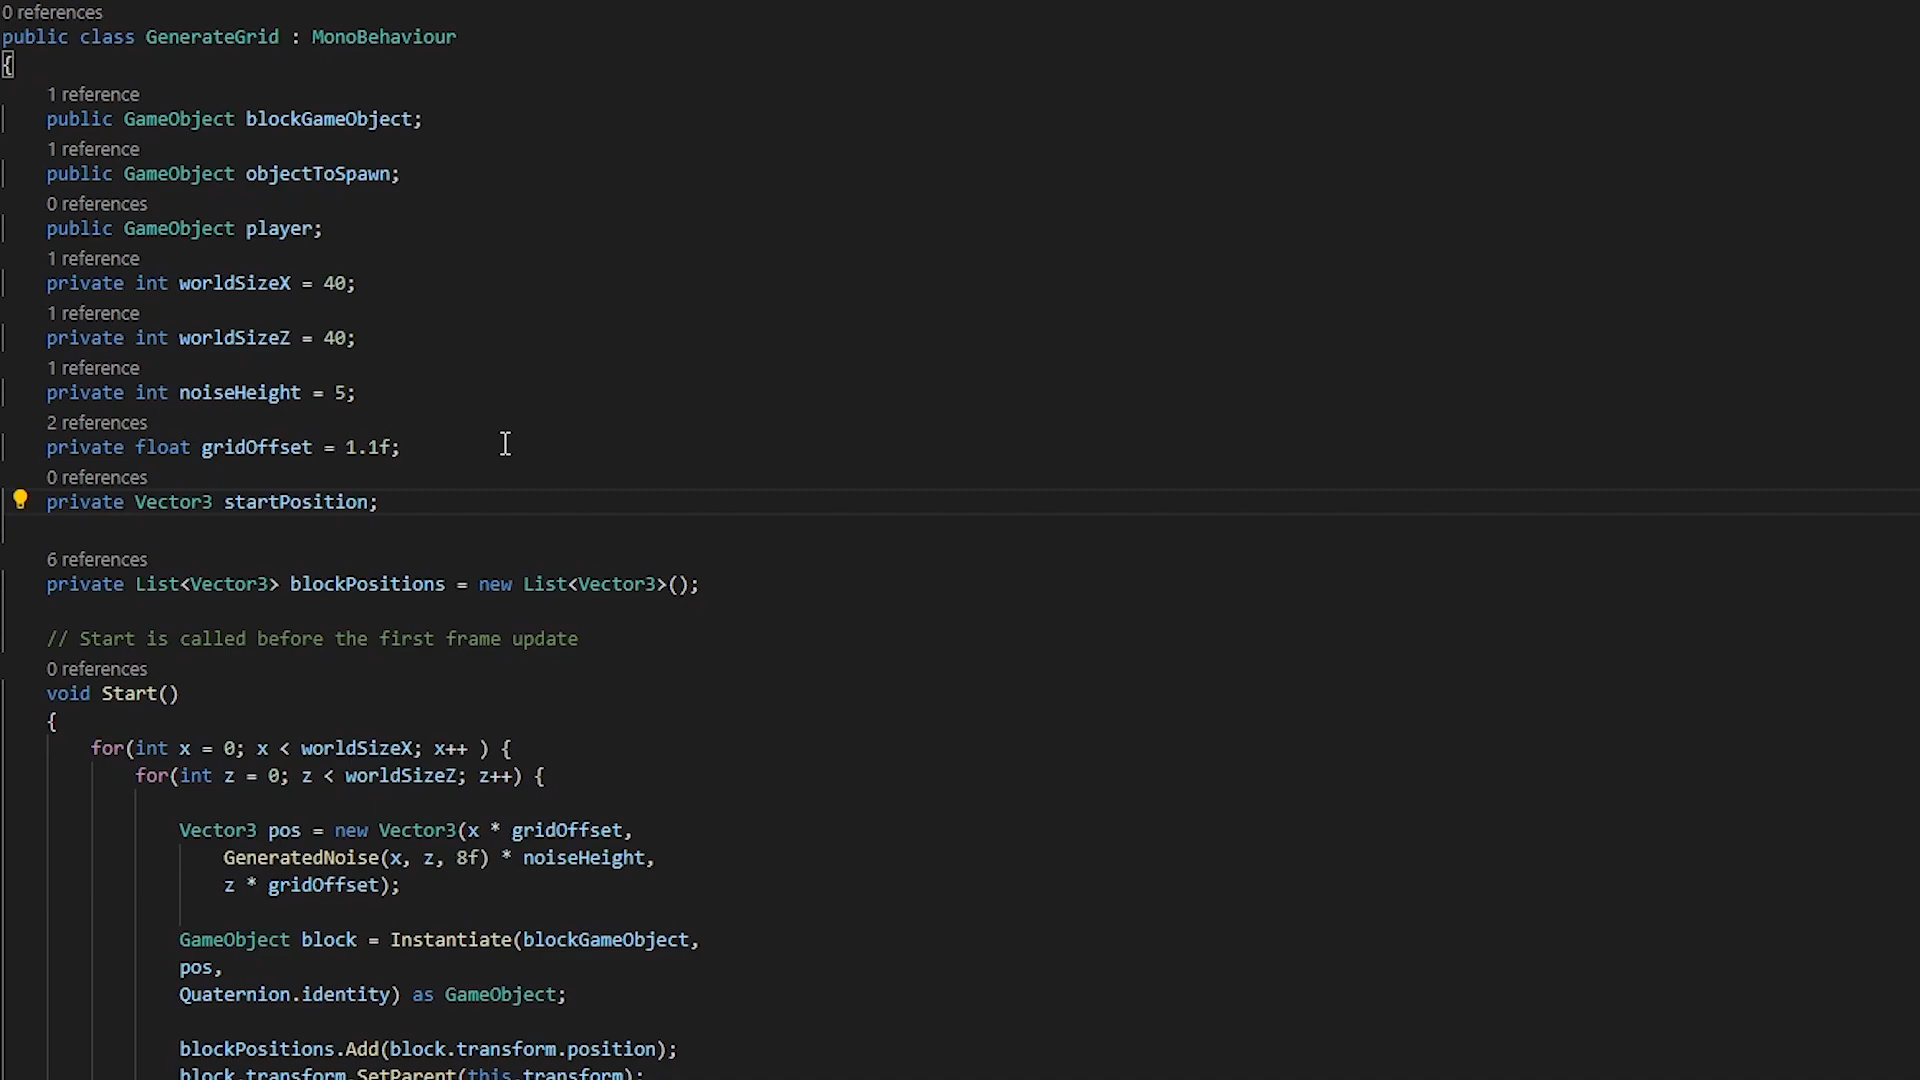 0 references
public class GenerateGrid : MonoBehaviour
{
1 reference
public GameObject blockGameObject;
1 reference
public GameObject objectToSpawn;
0 references
public GameObject player;
1 reference
private int worldSizeX = 40;
1 reference
private int worldSizeZ = 40;
1 reference
private int noiseHeight = 5;
2 references
private float gridOffset = 1.1f;
0 references
private Vector3 startPosition;
6 references
private List<Vector3> blockPositions = new List<Vector3>();
// Start is called before the first frame update
0 references
void Start()
{
for(int x = 0; x < worldSizeX; x++ ) {
for(int z = 0; z < worldSizeZ; z++) {
Vector3 pos = new Vector3(x * gridOffset,
GeneratedNoise(x, z, 8f) * noiseHeight,
z * gridOffset);
GameObject block = Instantiate(blockGameObject,
pos,
Quaternion.identity) as GameObject;
blockPositions.Add(block.transform.position);
block.transform.SetParent(this.transform);